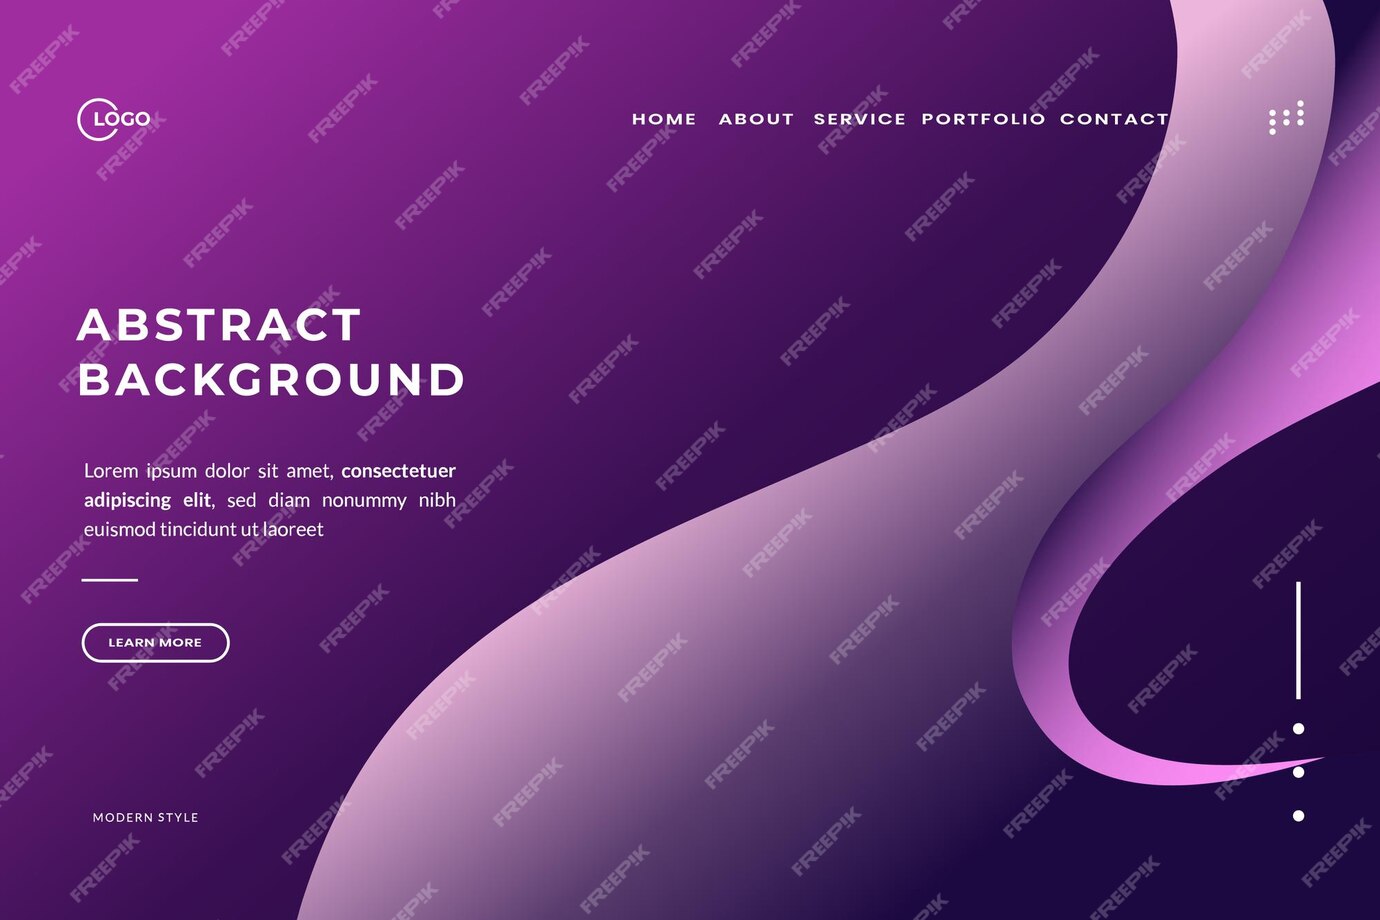 LOGO
HOME ABOUT SERVICE PORTFOLIO CONTACT
ABSTRACT
BACKGROUND
Lorem ipsum dolor sit amet, consectetuer
adipiscing elit, sed diam nonummy nibh
euismod tincidunt ut laoreet
LEARN MORE
MODERN STYLE
FREEPIK